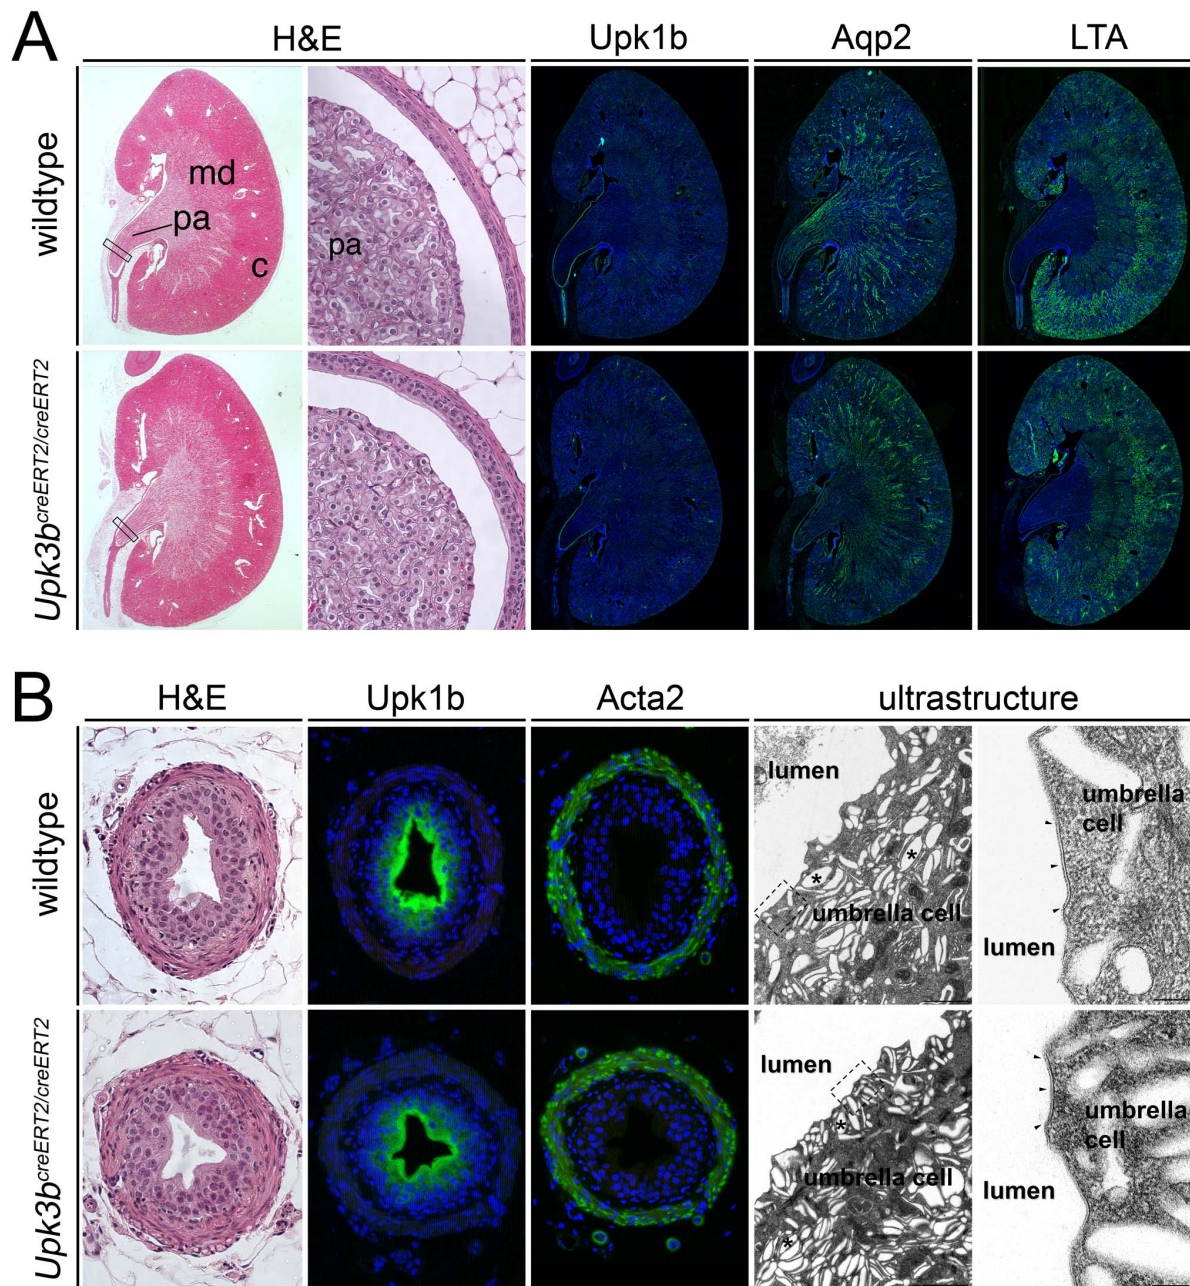 A
H&E
Upk1b
Aqp2
LTA
wildtype
md
pa
c
pa
Upk3bcreERT2/creERT2
B
H&E
Upk1b
Acta2
ultrastructure
wildtype
lumen
*
*
umbrella cell
umbrella
cell
lumen
Upk3bcreERT2/creERT2
lumen
*
umbrella cell
*
umbrella
cell
lumen